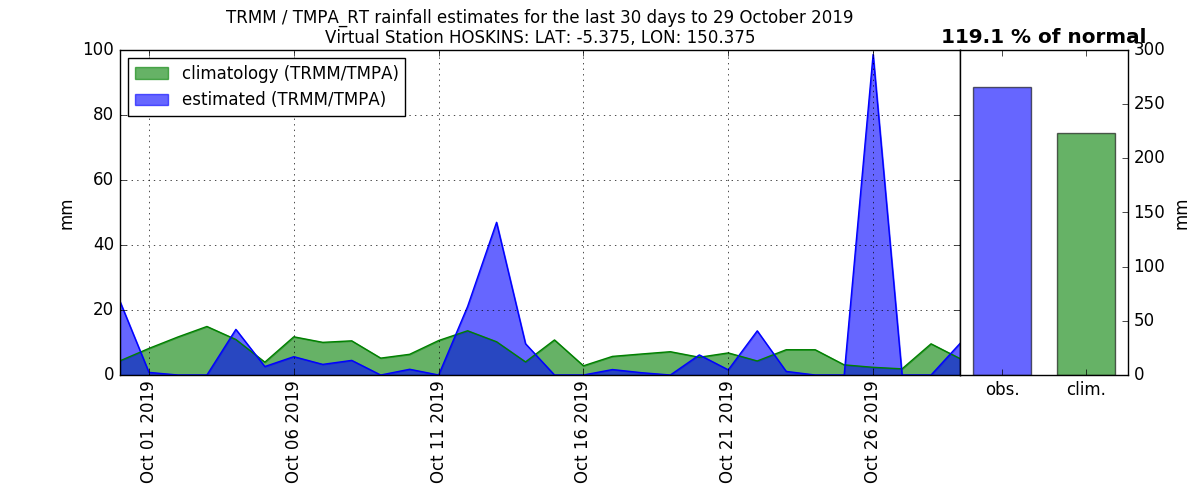 TRMM / TMPA_RT rainfall estimates for the last 30 days to 29 October 2019
Virtual Station HOSKINS: LAT: -5.375, LON: 150.375
119.1 % of normal
climatology (TRMM/TMPA)
estimated (TRMM/TMPA)
100
80
60
40
20
0
mm
Oct 01 2019
Oct 06 2019
Oct 11 2019
Oct 16 2019
Oct 21 2019
Oct 26 2019
obs.
clim.
300
250
200
150
100
50
0
mm